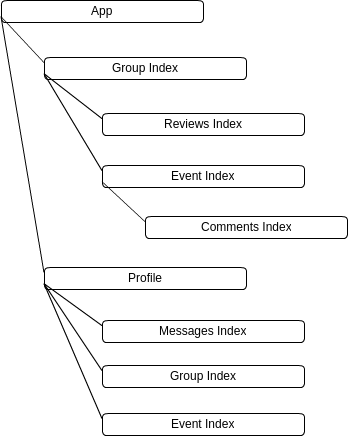 App
Group Index
Reviews Index
Event Index
Comments Index
Profile
Messages Index
Group Index
Event Index